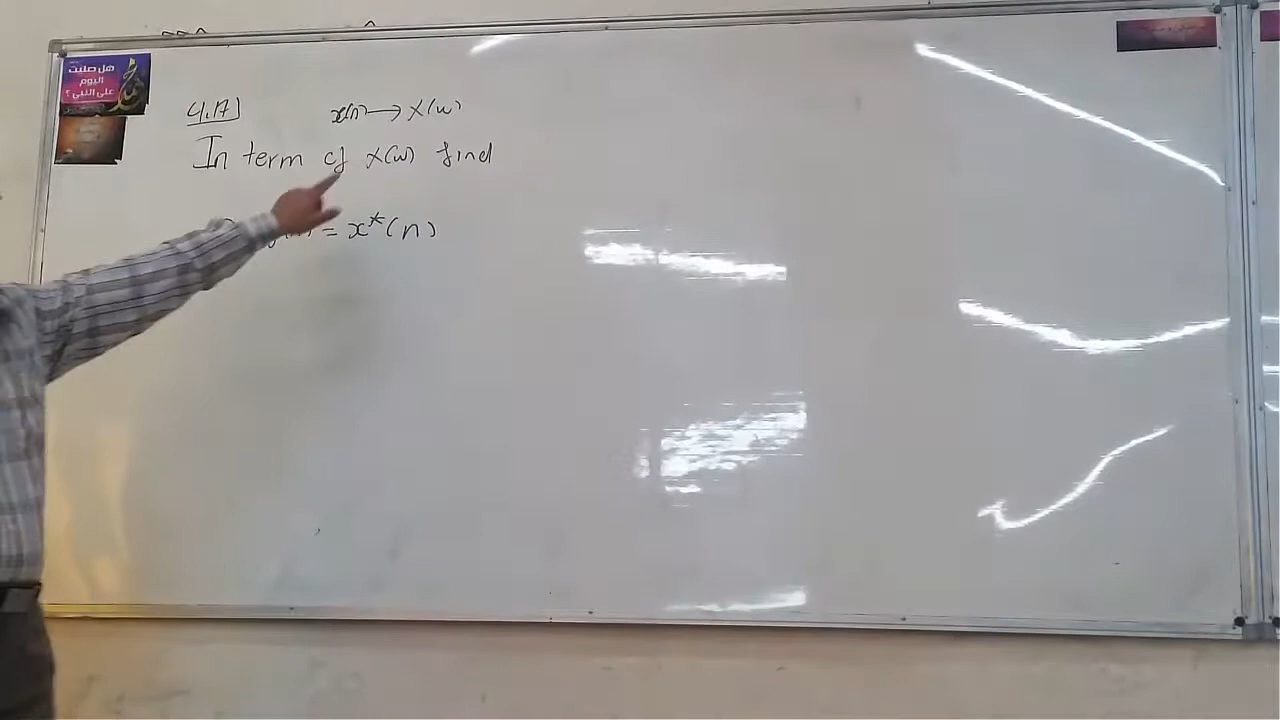 هل صليت
اليوم
على النبي ؟
4.17]
x(n) → X(w)
In term of X(w) find
= x*(n)